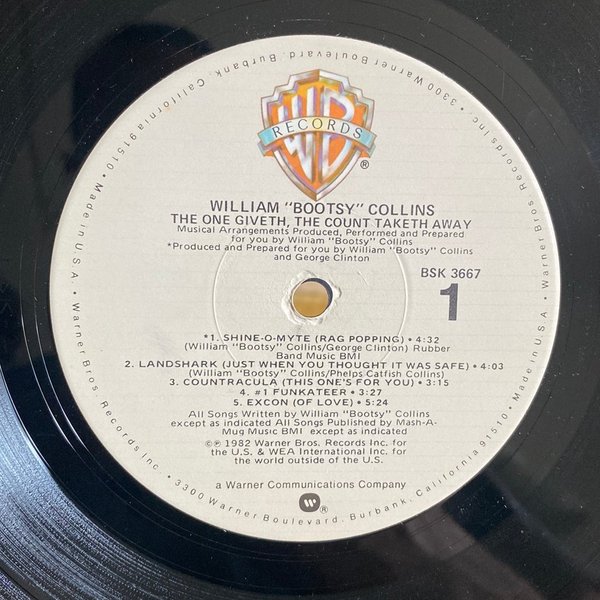 WB
RECORDS
®
WILLIAM "BOOTSY" COLLINS
THE ONE GIVETH, THE COUNT TAKETH AWAY
Musical Arrangements Produced, Performed and Prepared
for you by William "Bootsy" Collins
*Produced and Prepared for you by William "Bootsy" Collins
and George Clinton
BSK 3667
1
*1. SHINE-O-MYTE (RAG POPPING) • 4:32
(William "Bootsy" Collins/George Clinton) Rubber
Band Music BMI
2. LANDSHARK (JUST WHEN YOU THOUGHT IT WAS SAFE) • 4:03
(William "Bootsy" Collins/Phelps Catfish Collins)
3. COUNTRACULA (THIS ONE'S FOR YOU) • 3:15
4. #1 FUNKATEER • 3:27
5. EXCON (OF LOVE) • 5:24
All Songs Written by William "Bootsy" Collins
except as indicated All Songs Published by Mash-A-
Mug Music BMI except as indicated
©℗ 1982 Warner Bros. Records Inc. for
the U.S. & WEA International Inc. for
the world outside of the U.S.
a Warner Communications Company
W ®
Warner Bros. Records Inc. • 3300 Warner Boulevard, Burbank, California 91510 • Made in U.S.A. • Warner Bros. Records Inc. • 3300 Warner Boulevard, Burbank, California 91510 • Made in U.S.A. •